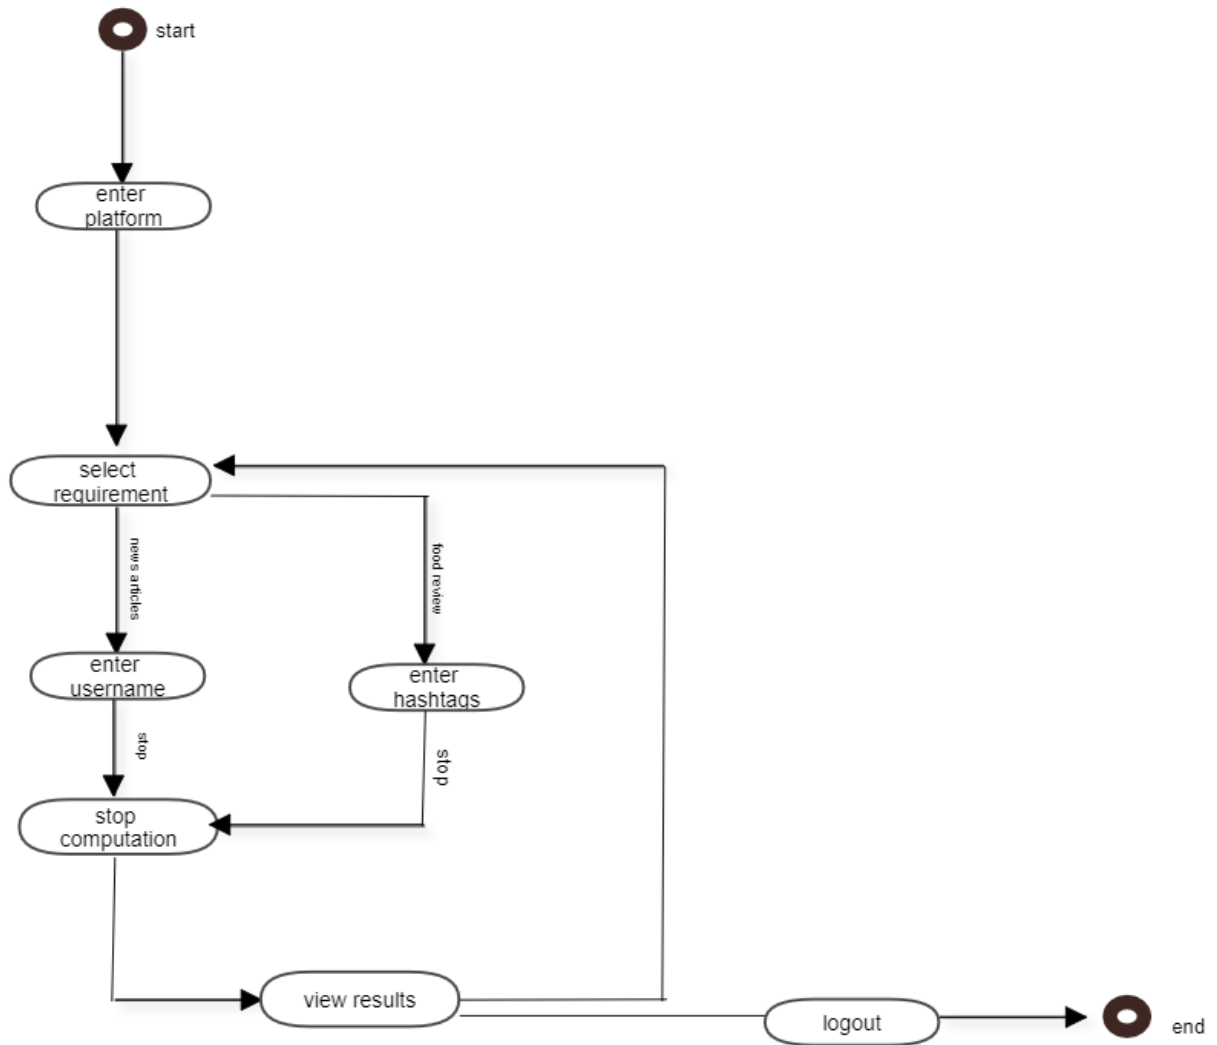 start
enter
platform
select
requirement
news articles
food review
enter
username
enter
hashtags
stop
stop
stop
computation
view results
logout
end